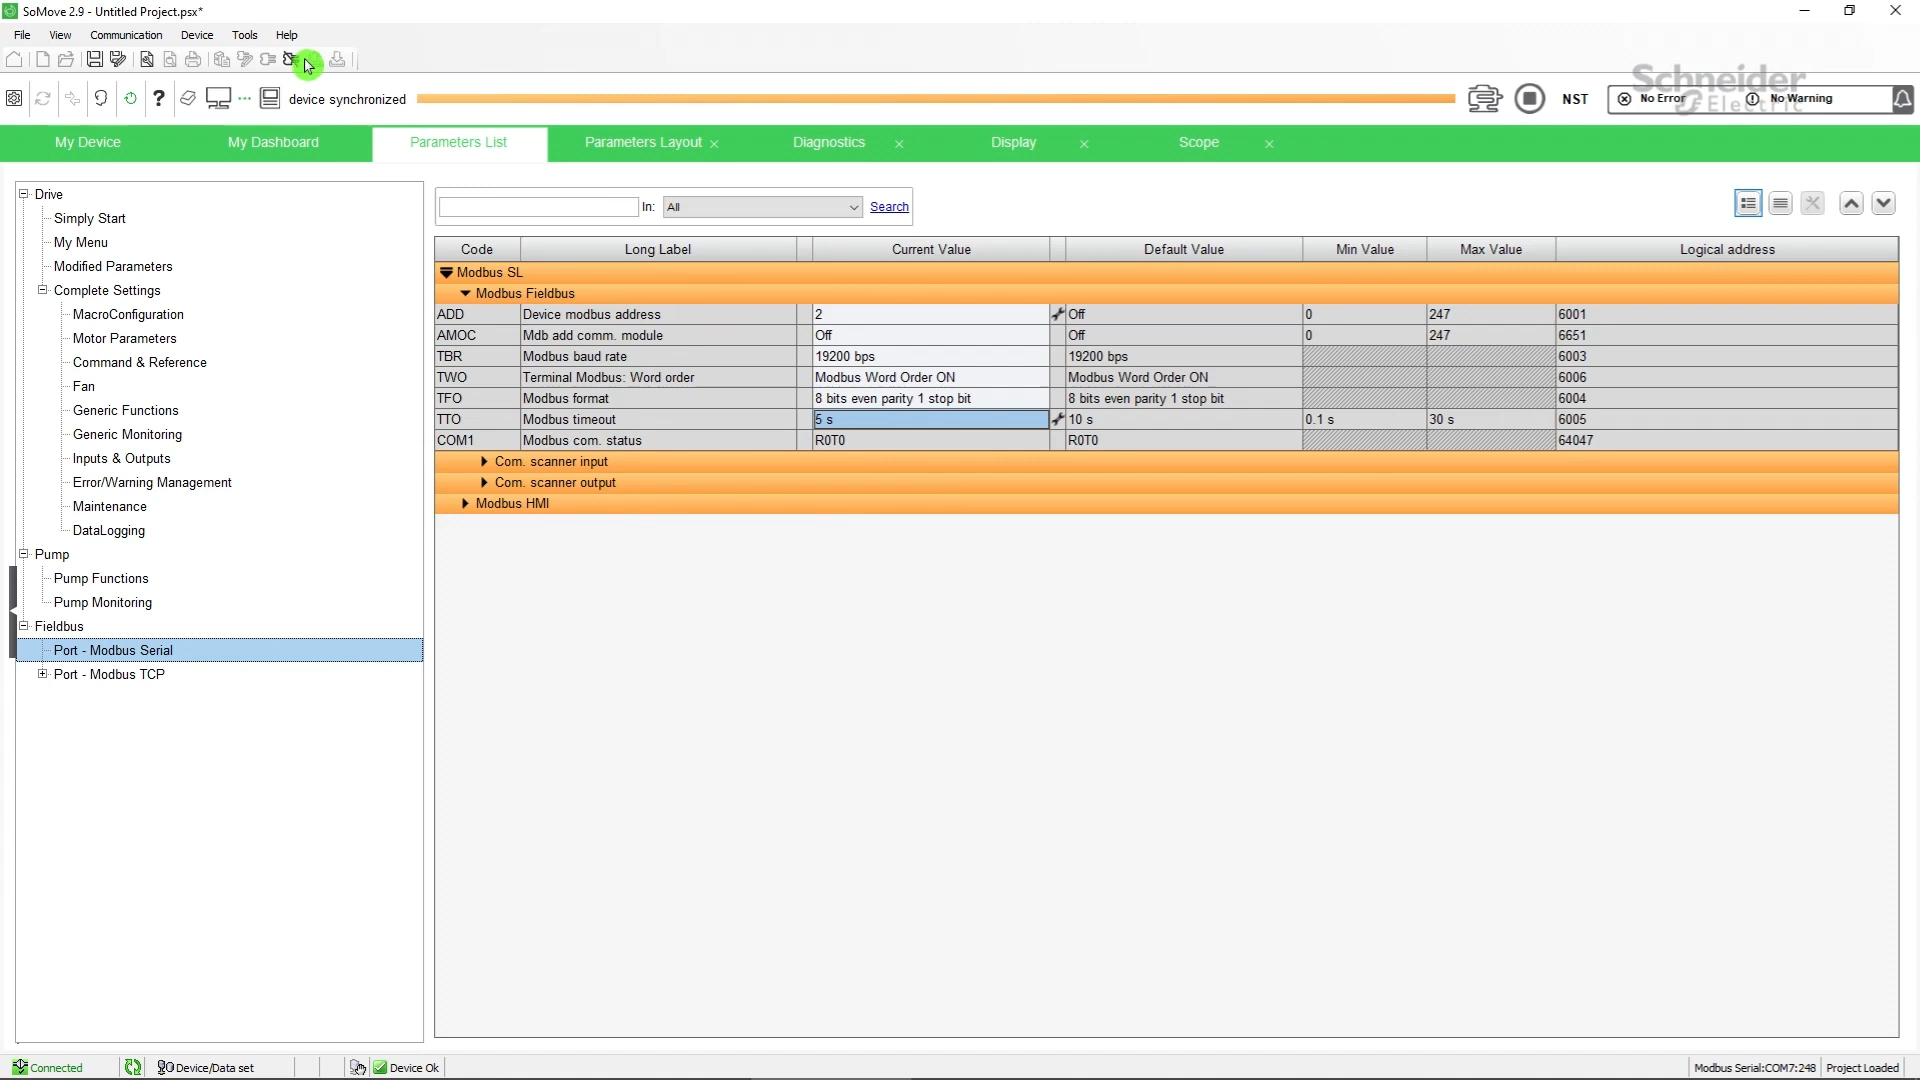 SoMove 2.9 - Untitled Project.psx*
File View Communication Device Tools Help
device synchronized
NST
Schneider Electric
No Error
No Warning
My Device
My Dashboard
Parameters List
Parameters Layout
Diagnostics
Display
Scope
Drive
Simply Start
My Menu
Modified Parameters
Complete Settings
MacroConfiguration
Motor Parameters
Command & Reference
Fan
Generic Functions
Generic Monitoring
Inputs & Outputs
Error/Warning Management
Maintenance
DataLogging
Pump
Pump Functions
Pump Monitoring
Fieldbus
Port - Modbus Serial
Port - Modbus TCP
In: All Search
Code Long Label Current Value Default Value Min Value Max Value Logical address
Modbus SL
Modbus Fieldbus
ADD Device modbus address 2 Off 0 247 6001
AMOC Mdb add comm. module Off Off 0 247 6651
TBR Modbus baud rate 19200 bps 19200 bps 6003
TWO Terminal Modbus: Word order Modbus Word Order ON Modbus Word Order ON 6006
TFO Modbus format 8 bits even parity 1 stop bit 8 bits even parity 1 stop bit 6004
TTO Modbus timeout 5 s 10 s 0.1 s 30 s 6005
COM1 Modbus com. status R0T0 R0T0 64047
Com. scanner input
Com. scanner output
Modbus HMI
Connected
Device/Data set
Device Ok
Modbus Serial:COM7:248
Project Loaded